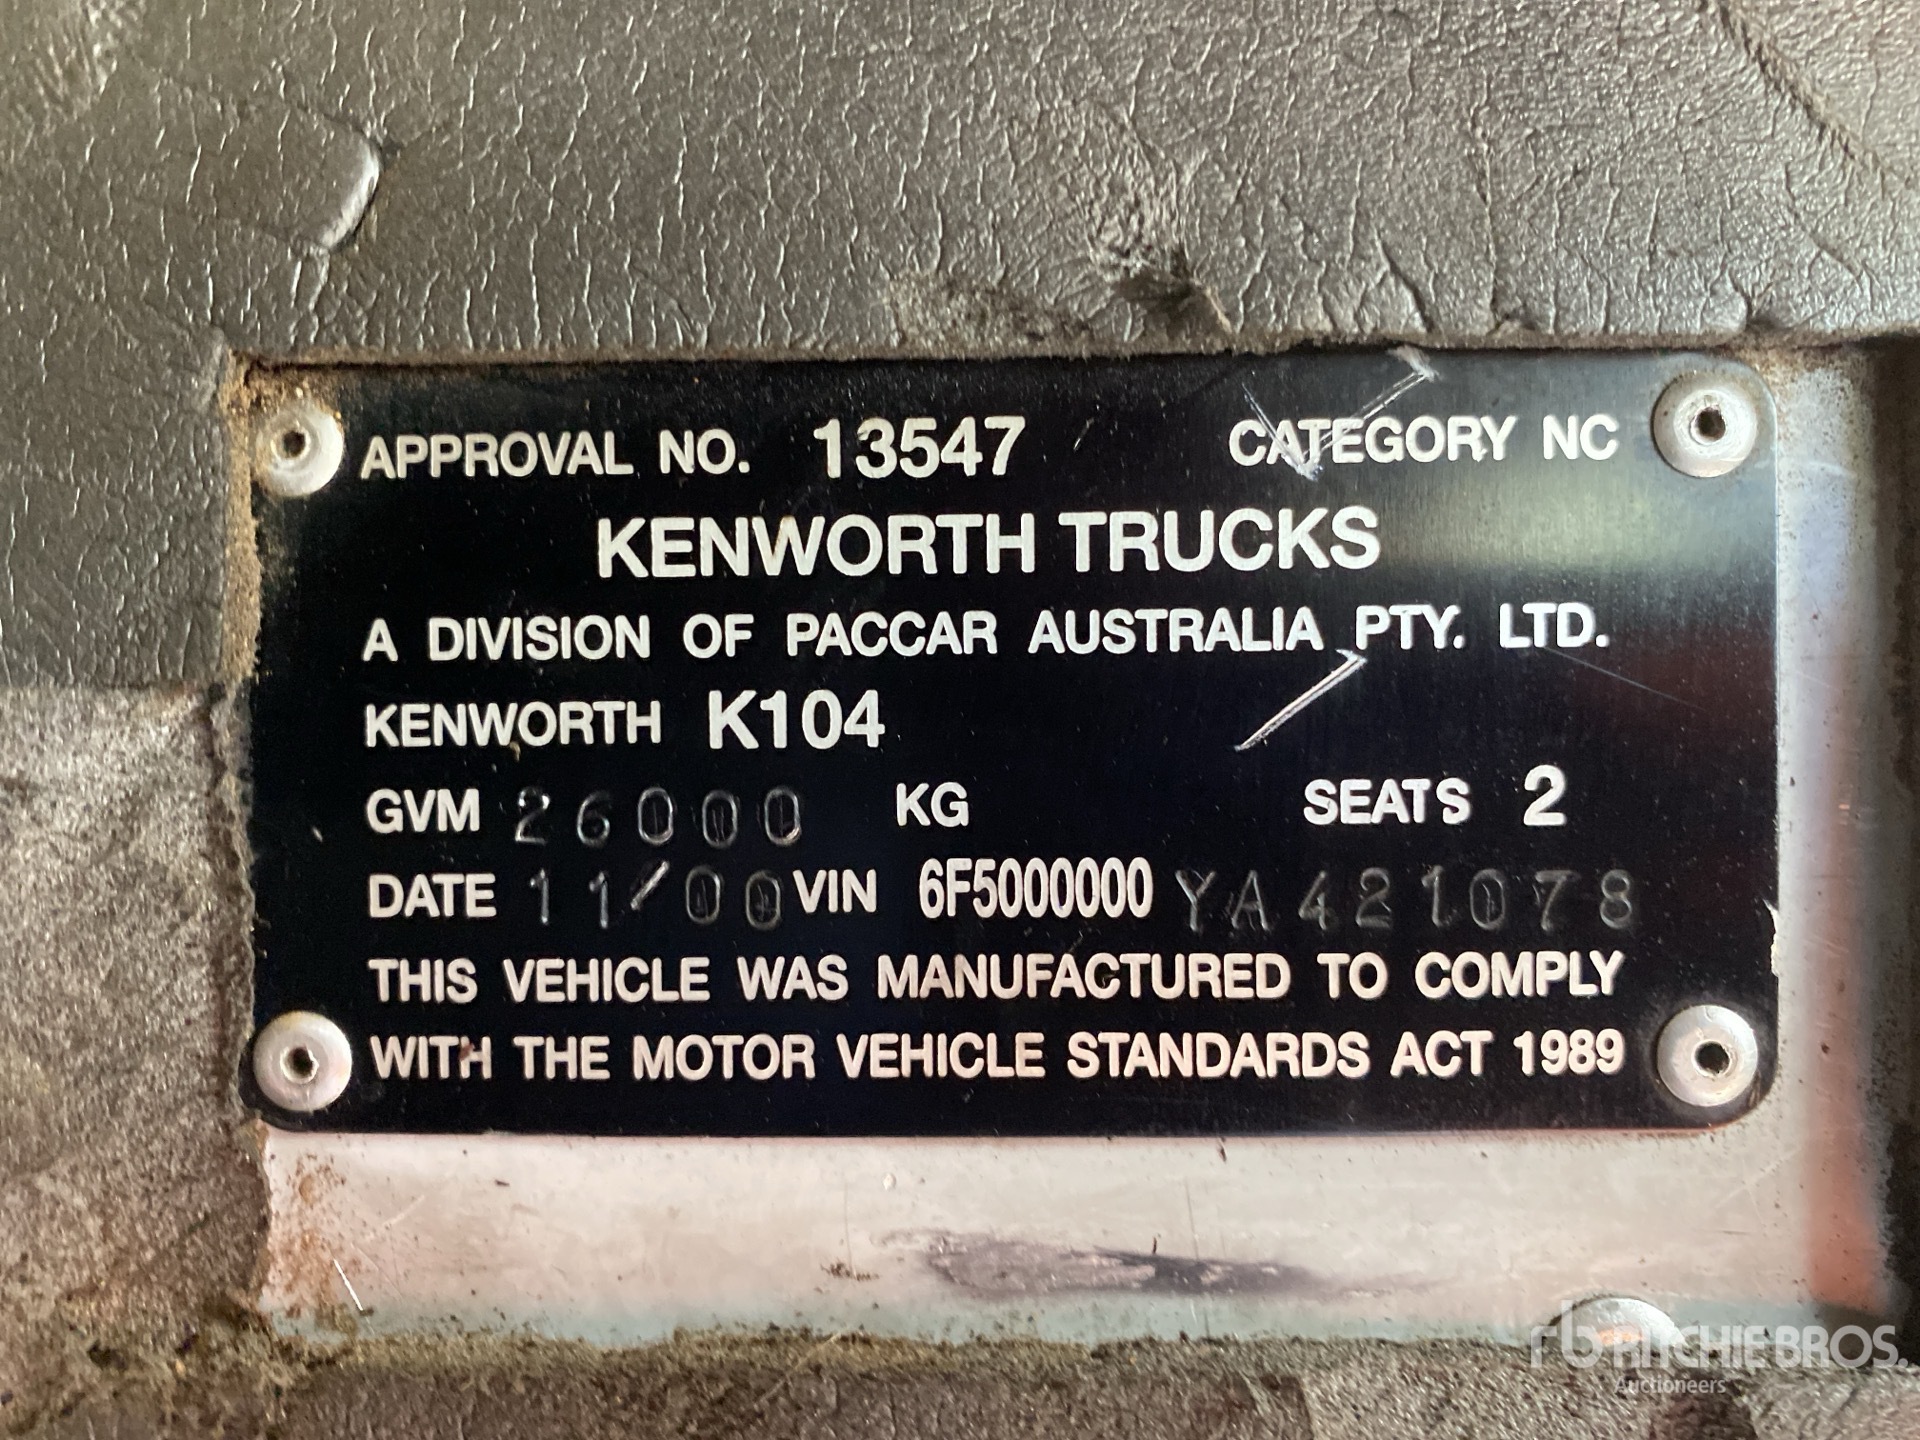 APPROVAL NO. 13547 CATEGORY NC
KENWORTH TRUCKS
A DIVISION OF PACCAR AUSTRALIA PTY. LTD.
KENWORTH K104
GVM 26000 KG SEATS 2
DATE 11/00 VIN 6F5000000YA421078
THIS VEHICLE WAS MANUFACTURED TO COMPLY
WITH THE MOTOR VEHICLE STANDARDS ACT 1989
rb RITCHIE BROS.
Auctioneers